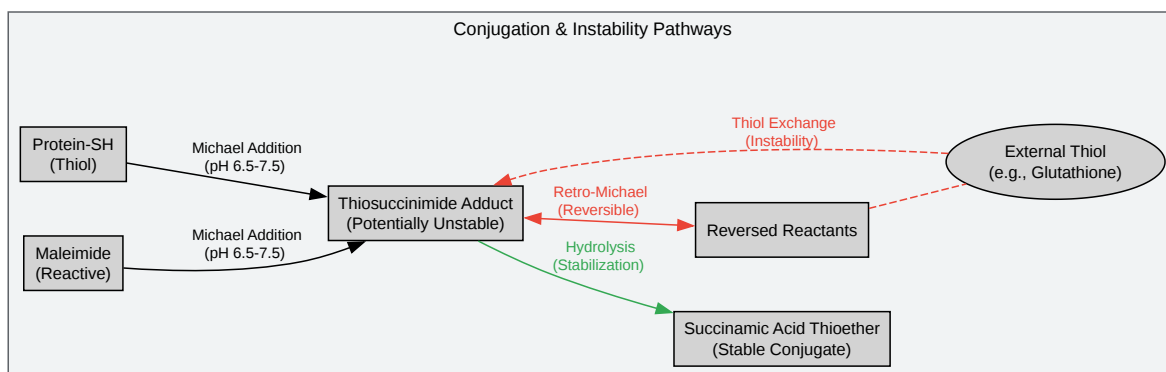 Conjugation & Instability Pathways
Protein-SH
(Thiol)
Michael Addition
(pH 6.5-7.5)
Maleimide
(Reactive)
Michael Addition
(pH 6.5-7.5)
Thiosuccinimide Adduct
(Potentially Unstable)
Thiol Exchange
(Instability)
Retro-Michael
(Reversible)
Hydrolysis
(Stabilization)
External Thiol
(e.g., Glutathione)
Reversed Reactants
Succinamic Acid Thioether
(Stable Conjugate)